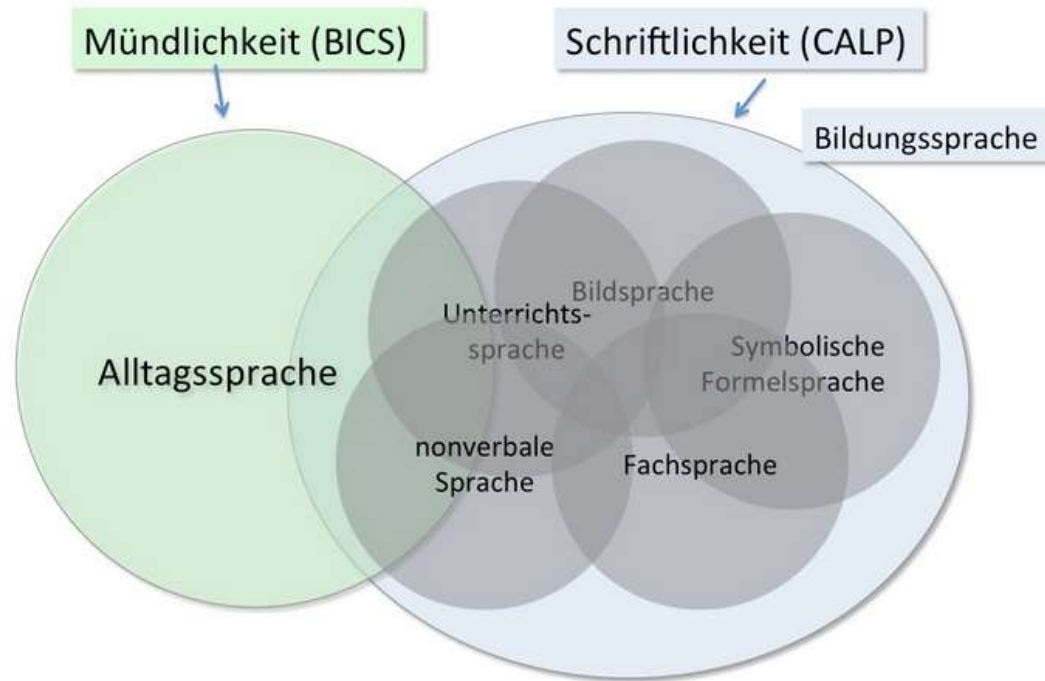 Mündlichkeit (BICS)
Schriftlichkeit (CALP)
Bildungssprache
Bildsprache
Unterrichts-
sprache
Symbolische
Formelsprache
Alltagssprache
nonverbale
Sprache
Fachsprache